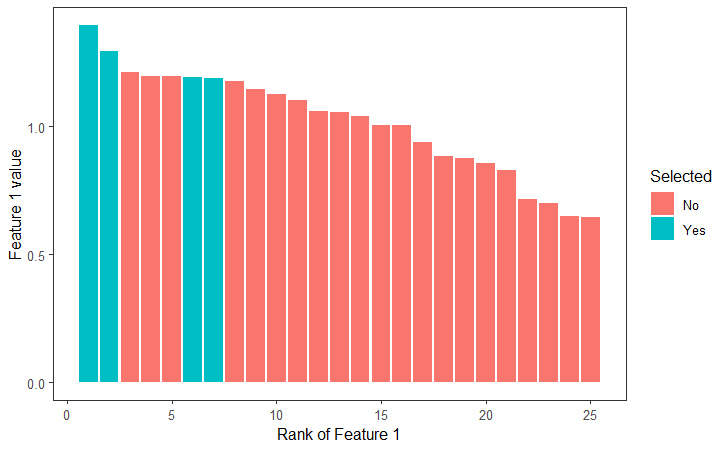 Feature 1 value
1.0
0.5
0.0
0 5 10 15 20 25
Rank of Feature 1
Selected
No
Yes